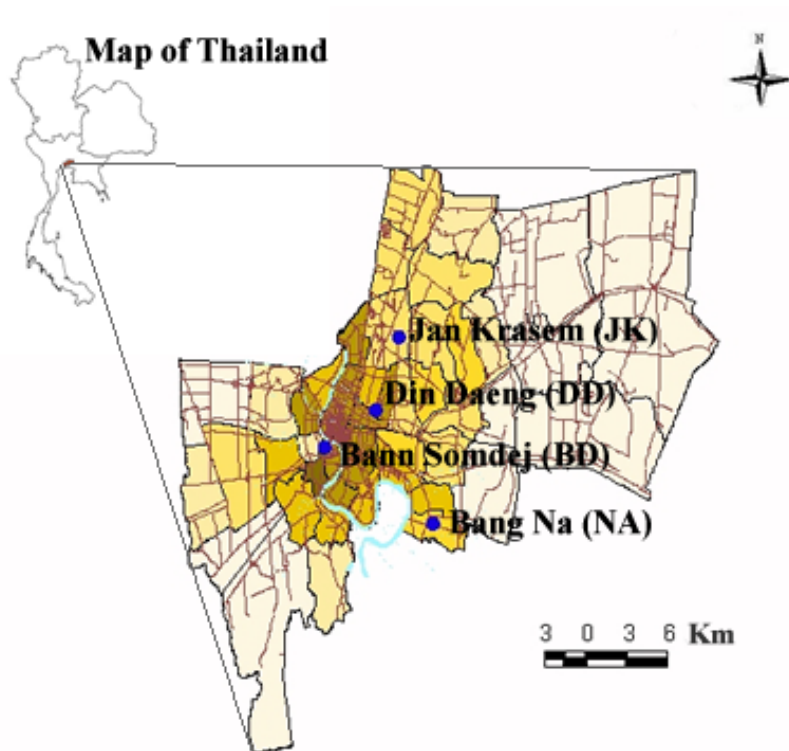 Map of Thailand
N
Jan Krasem (JK)
Din Daeng (DD)
Bann Somdej (BD)
Bang Na (NA)
3 0 3 6 Km